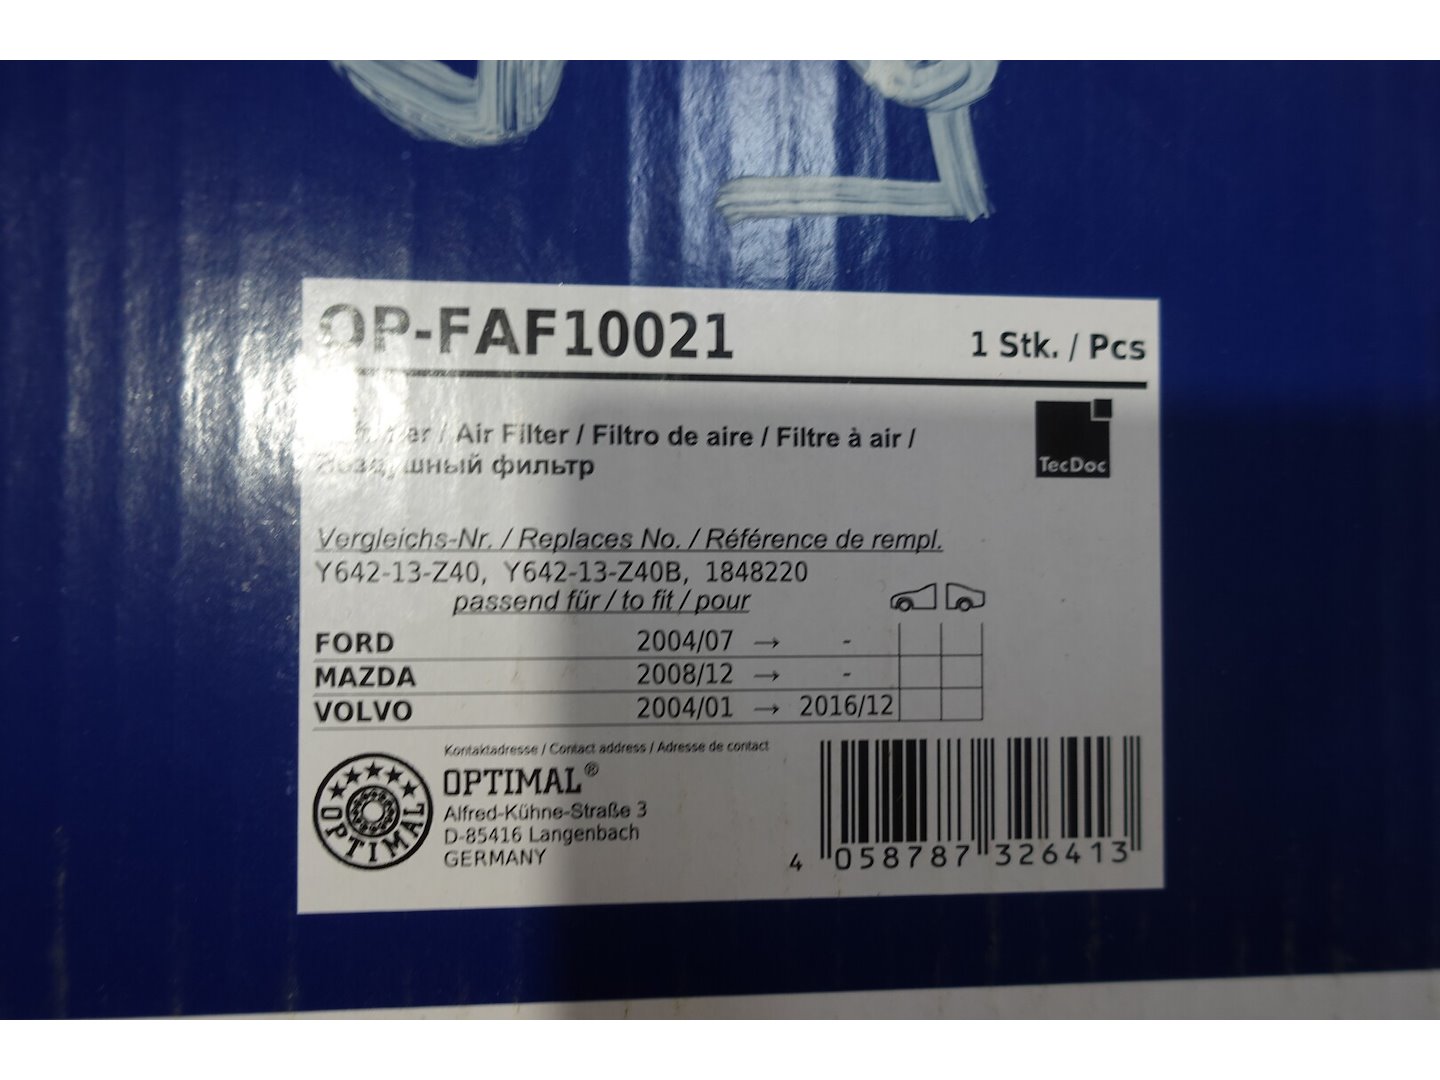 OP-FAF10021
1 Stk. / Pcs
/ Air Filter / Filtro de aire / Filtre à air /
Воздушный фильтр
TecDoc
Vergleichs-Nr. / Replaces No. / Référence de rempl.
Y642-13-Z40, Y642-13-Z40B, 1848220
passend für / to fit / pour
FORD 2004/07 → -
MAZDA 2008/12 → -
VOLVO 2004/01 → 2016/12
Kontaktadresse / Contact address / Adresse de contact
OPTIMAL®
Alfred-Kühne-Straße 3
D-85416 Langenbach
GERMANY
OPTIMAL
4 058787 326413